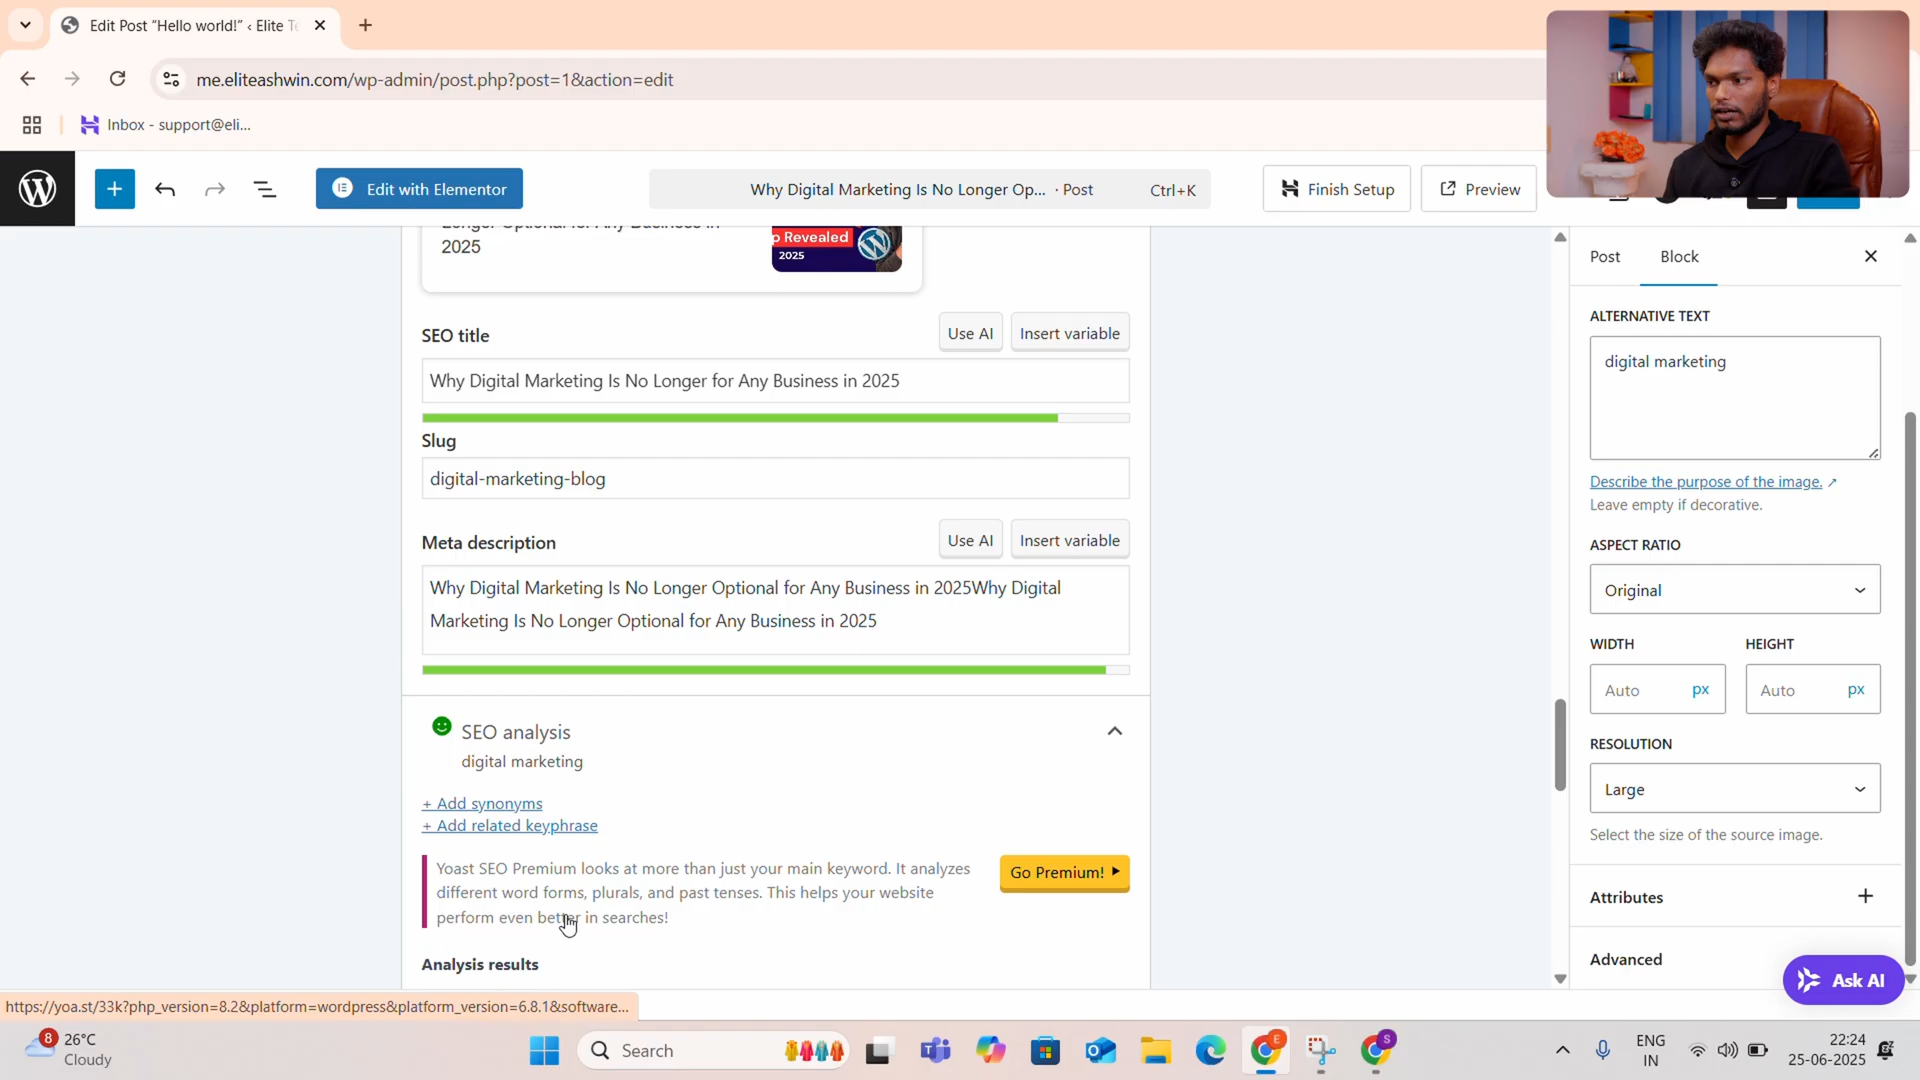 Edit Post “Hello world!” ‹ Elite Te
me.eliteashwin.com/wp-admin/post.php?post=1&action=edit
Inbox - support@eli...
Edit with Elementor
Why Digital Marketing Is No Longer Op... · Post
Ctrl+K
Finish Setup
Preview
Longer Optional for Any Business in
2025
o Revealed
2025
Post
Block
SEO title
Use AI
Insert variable
Why Digital Marketing Is No Longer for Any Business in 2025
Slug
digital-marketing-blog
Meta description
Use AI
Insert variable
Why Digital Marketing Is No Longer Optional for Any Business in 2025Why Digital
Marketing Is No Longer Optional for Any Business in 2025
SEO analysis
digital marketing
+ Add synonyms
+ Add related keyphrase
Yoast SEO Premium looks at more than just your main keyword. It analyzes
different word forms, plurals, and past tenses. This helps your website
perform even better in searches!
Go Premium!
Analysis results
ALTERNATIVE TEXT
digital marketing
Describe the purpose of the image.
Leave empty if decorative.
ASPECT RATIO
Original
WIDTH
HEIGHT
Auto px
Auto px
RESOLUTION
Large
Select the size of the source image.
Attributes
Advanced
Ask AI
https://yoa.st/33k?php_version=8.2&platform=wordpress&platform_version=6.8.1&software...
8
26°C
Cloudy
Search
E
S
ENG
IN
22:24
25-06-2025